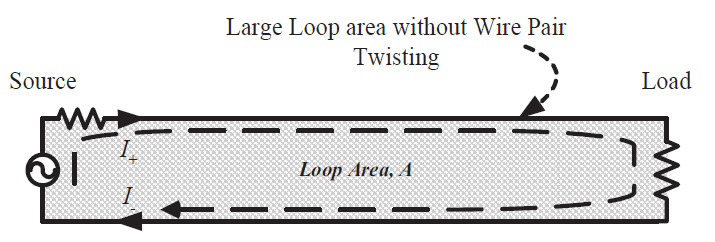 Large Loop area without Wire Pair
Twisting
Source
Load
I+
Loop Area, A
I-